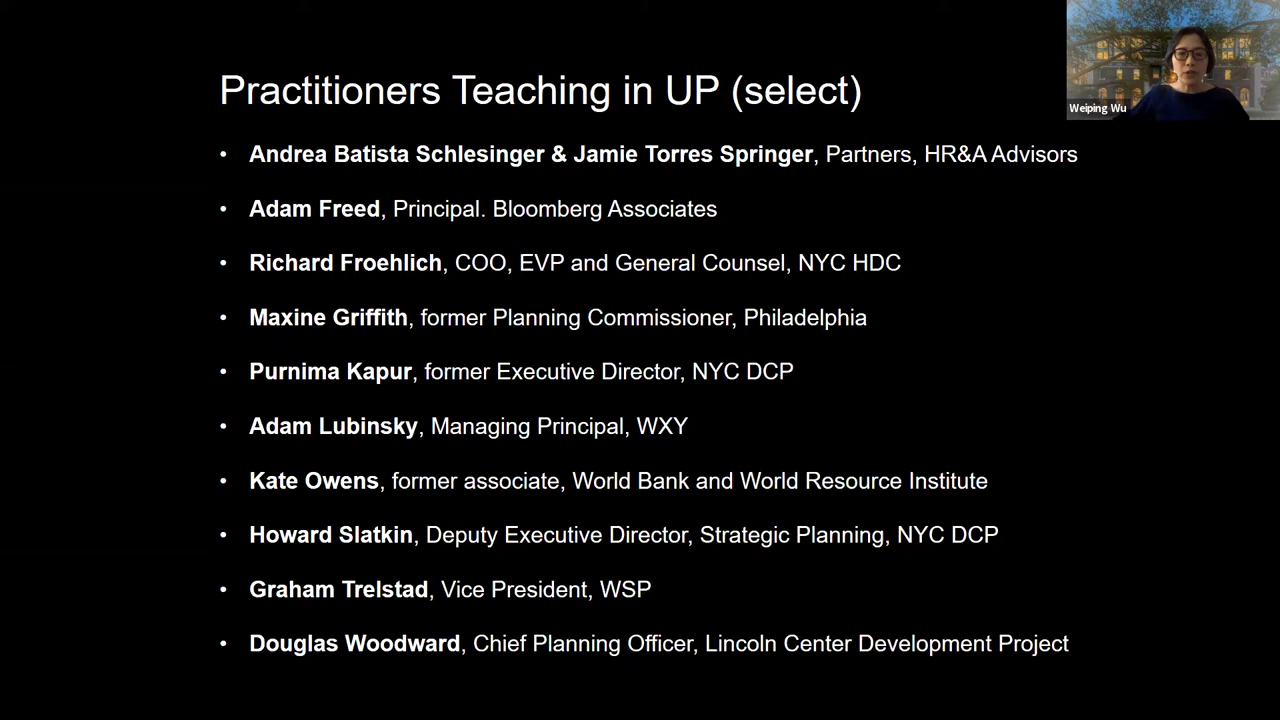 Practitioners Teaching in UP (select)
Weiping Wu
• Andrea Batista Schlesinger & Jamie Torres Springer, Partners, HR&A Advisors
• Adam Freed, Principal. Bloomberg Associates
• Richard Froehlich, COO, EVP and General Counsel, NYC HDC
• Maxine Griffith, former Planning Commissioner, Philadelphia
• Purnima Kapur, former Executive Director, NYC DCP
• Adam Lubinsky, Managing Principal, WXY
• Kate Owens, former associate, World Bank and World Resource Institute
• Howard Slatkin, Deputy Executive Director, Strategic Planning, NYC DCP
• Graham Trelstad, Vice President, WSP
• Douglas Woodward, Chief Planning Officer, Lincoln Center Development Project